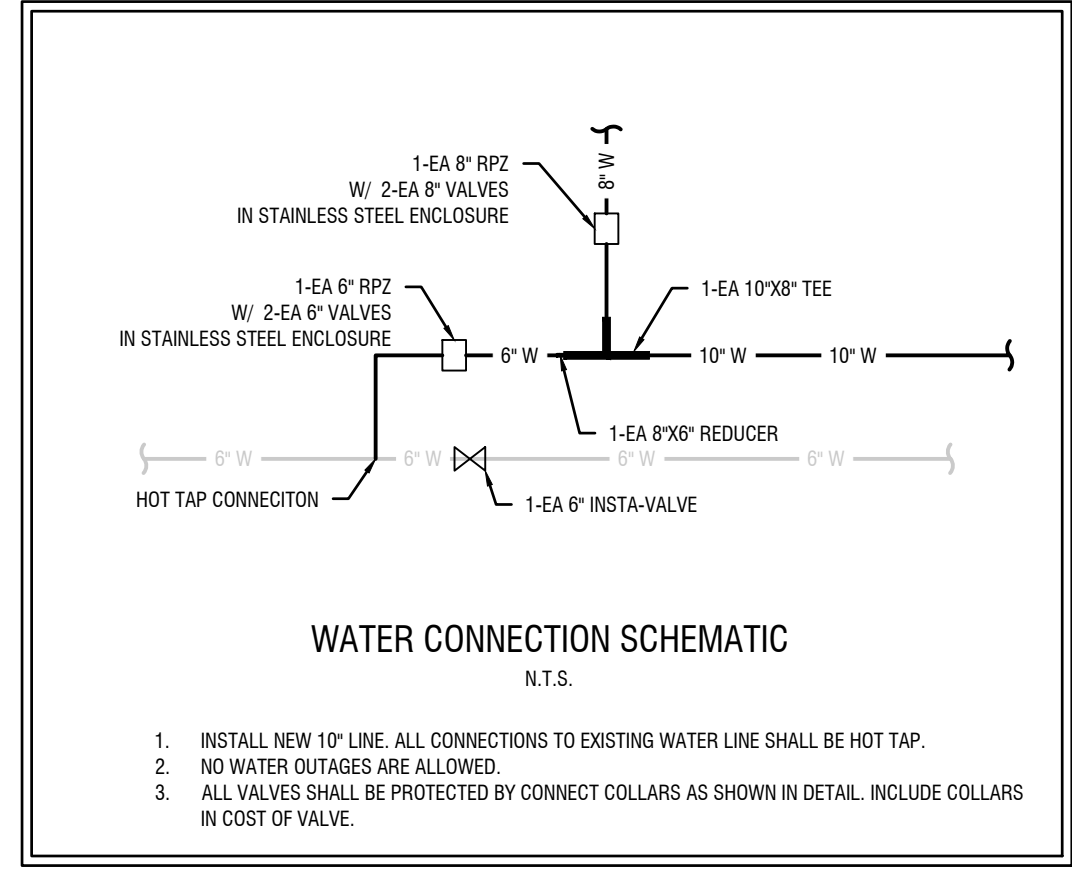 8" W
1-EA 8" RPZ
W/ 2-EA 8" VALVES
IN STAINLESS STEEL ENCLOSURE
1-EA 6" RPZ
W/ 2-EA 6" VALVES
IN STAINLESS STEEL ENCLOSURE
1-EA 10"X8" TEE
6" W
10" W
10" W
1-EA 8"X6" REDUCER
6" W
6" W
6" W
6" W
HOT TAP CONNECITON
1-EA 6" INSTA-VALVE
WATER CONNECTION SCHEMATIC
N.T.S.
1. INSTALL NEW 10" LINE. ALL CONNECTIONS TO EXISTING WATER LINE SHALL BE HOT TAP.
2. NO WATER OUTAGES ARE ALLOWED.
3. ALL VALVES SHALL BE PROTECTED BY CONNECT COLLARS AS SHOWN IN DETAIL. INCLUDE COLLARS
IN COST OF VALVE.